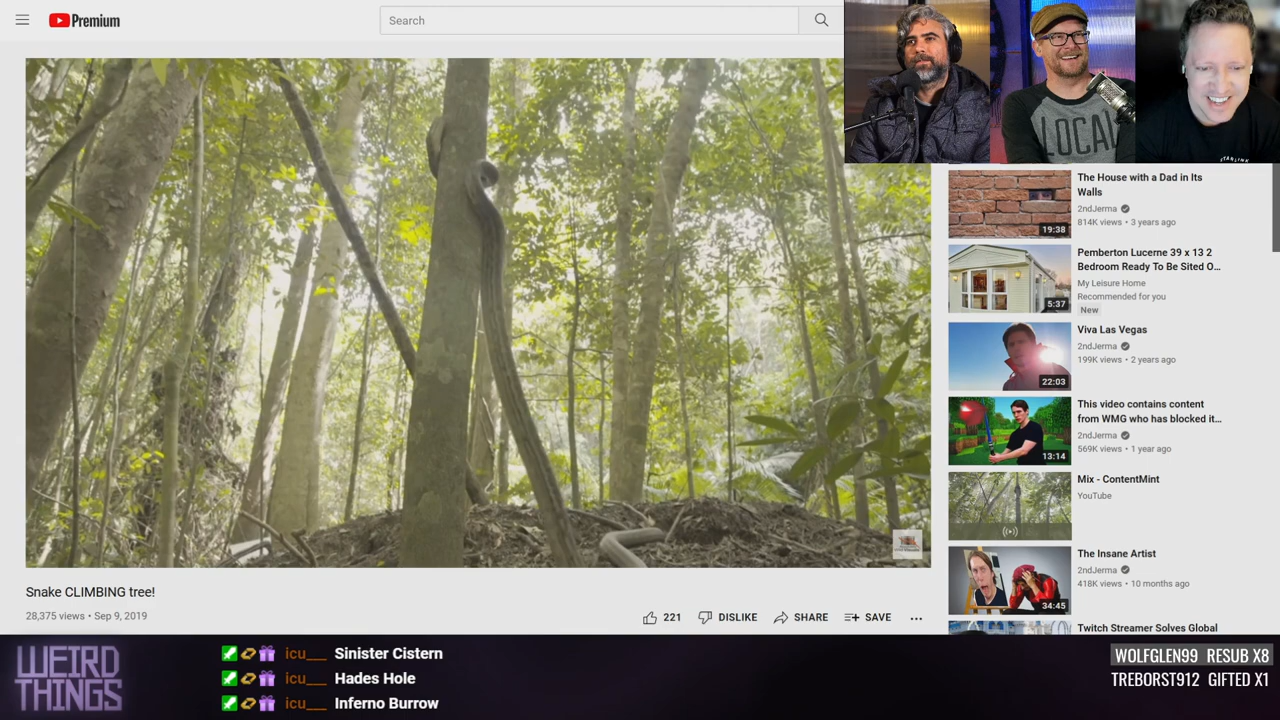 Premium
Search
LOCAL
STARLINK
The House with a Dad in Its
Walls
2ndJerma
814K views • 3 years ago
19:38
Pemberton Lucerne 39 x 13 2
Bedroom Ready To Be Sited O...
My Leisure Home
Recommended for you
New
5:37
Viva Las Vegas
2ndJerma
199K views • 2 years ago
22:03
This video contains content
from WMG who has blocked it...
2ndJerma
569K views • 1 year ago
13:14
Mix - ContentMint
YouTube
The Insane Artist
2ndJerma
418K views • 10 months ago
34:45
Twitch Streamer Solves Global
Snake CLIMBING tree!
28,375 views • Sep 9, 2019
221 DISLIKE SHARE SAVE
WEIRD
THINGS
icu___ Sinister Cistern
icu___ Hades Hole
icu___ Inferno Burrow
WOLFGLEN99 RESUB X8
TREBORST912 GIFTED X1